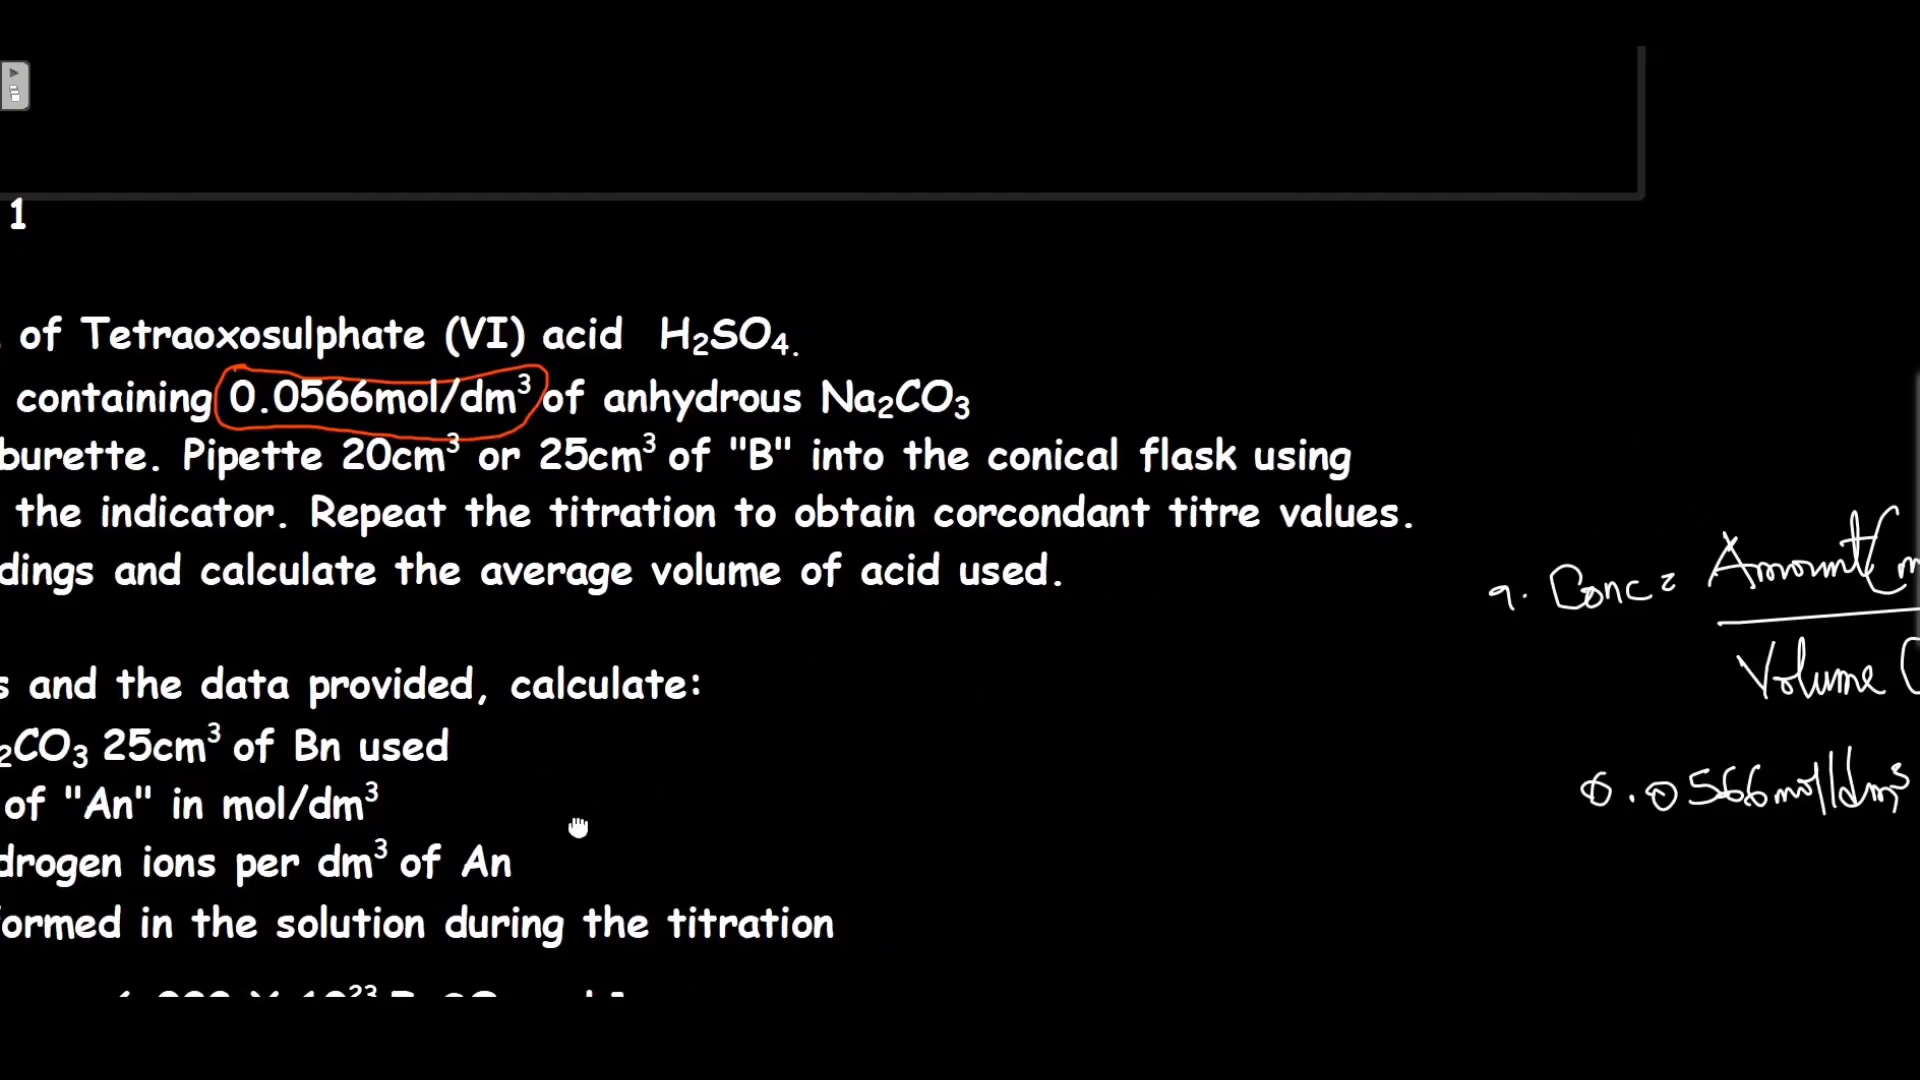 1
of Tetraoxosulphate (VI) acid H₂SO₄.
containing 0.0566mol/dm³ of anhydrous Na₂CO₃
burette. Pipette 20cm³ or 25cm³ of "B" into the conical flask using
the indicator. Repeat the titration to obtain corcondant titre values.
dings and calculate the average volume of acid used.
s and the data provided, calculate:
₂CO₃ 25cm³ of Bn used
of "An" in mol/dm³
drogen ions per dm³ of An
formed in the solution during the titration
a. Conc = Amount(m
Volume (
0.0566mol/dm³